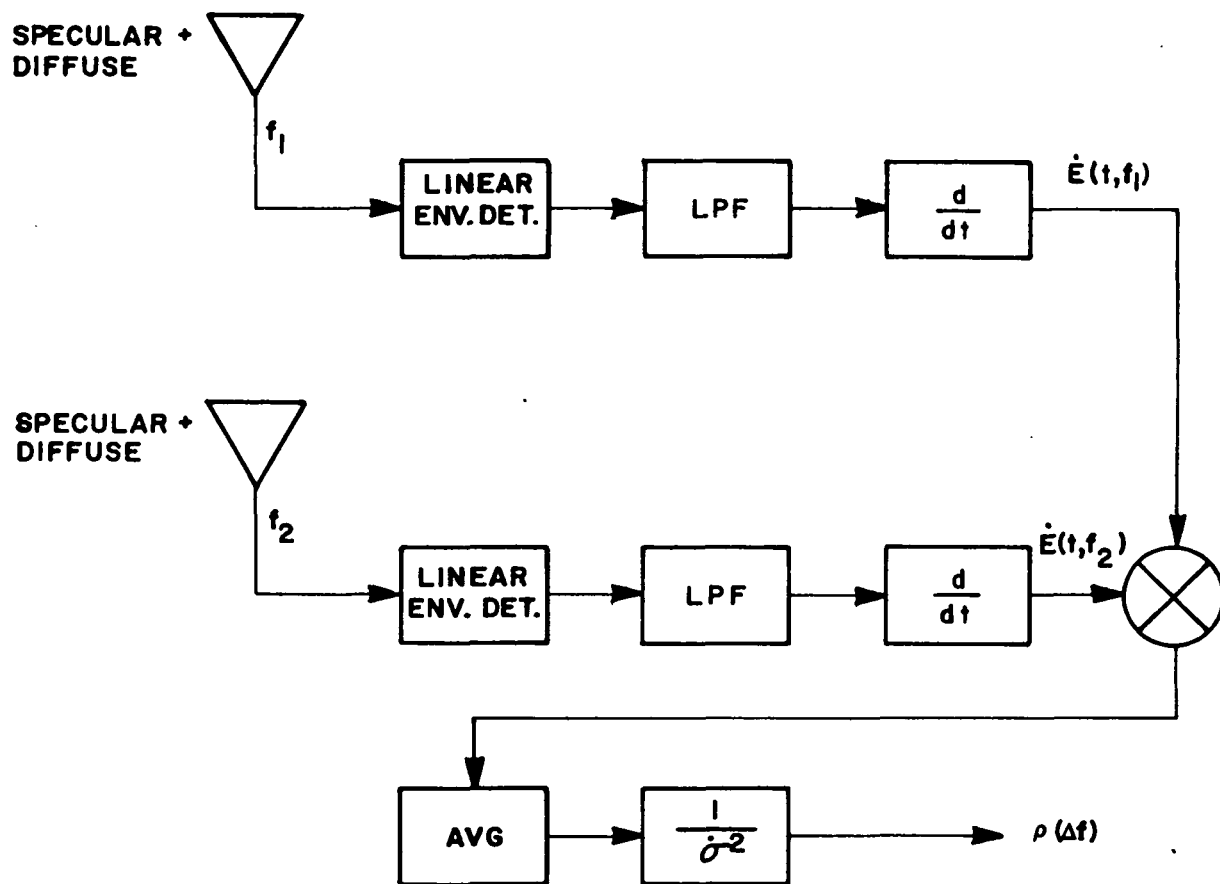 SPECULAR +
DIFFUSE
f₁
LINEAR
ENV. DET.
LPF
d
dt
Ė(t,f₁)
SPECULAR +
DIFFUSE
f₂
LINEAR
ENV. DET.
LPF
d
dt
Ė(t,f₂)
AVG
1
σ̇²
ρ(Δf)